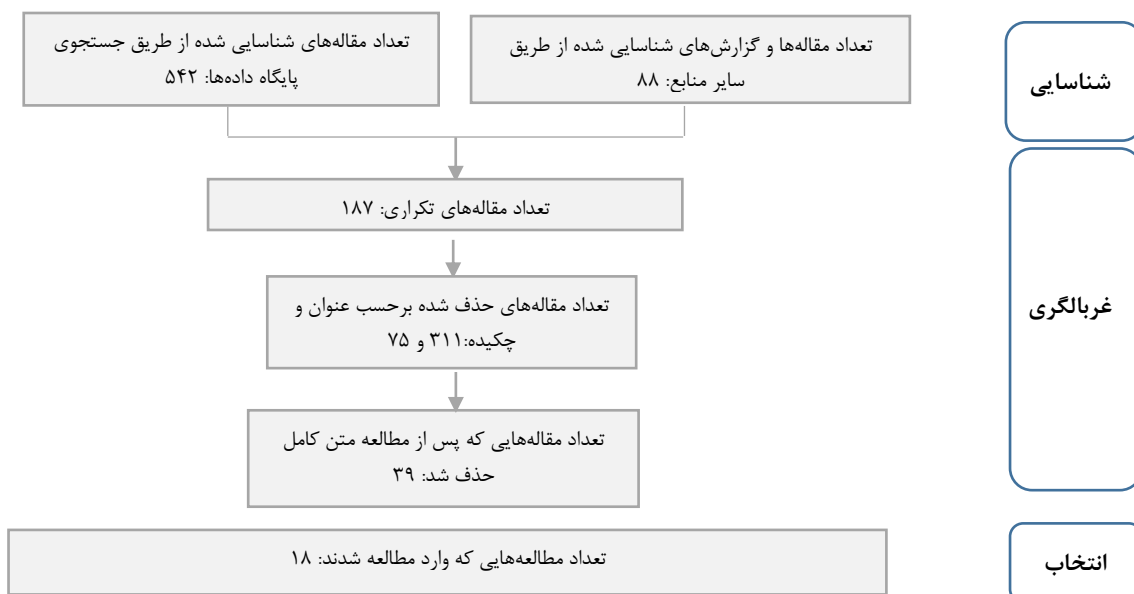 شناسایی
تعداد مقاله‌ها و گزارش‌های شناسایی شده از طریق
سایر منابع: ۸۸
تعداد مقاله‌های شناسایی شده از طریق جستجوی
پایگاه داده‌ها: ۵۴۲
غربالگری
تعداد مقاله‌های تکراری: ۱۸۷
تعداد مقاله‌های حذف شده برحسب عنوان و
چکیده:۳۱۱ و ۷۵
تعداد مقاله‌هایی که پس از مطالعه متن کامل
حذف شد: ۳۹
انتخاب
تعداد مطالعه‌هایی که وارد مطالعه شدند: ۱۸